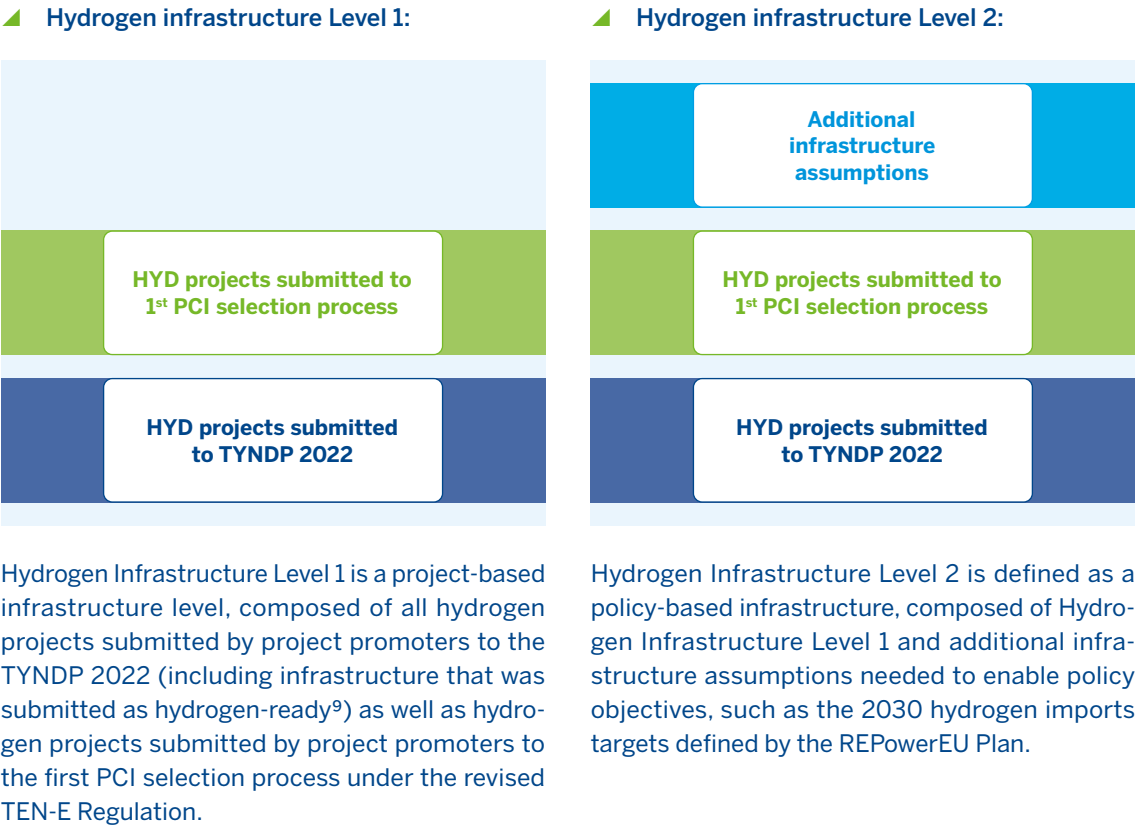 Hydrogen infrastructure Level 1:
HYD projects submitted to
1st PCI selection process
HYD projects submitted
to TYNDP 2022
Hydrogen Infrastructure Level 1 is a project-based
infrastructure level, composed of all hydrogen
projects submitted by project promoters to the
TYNDP 2022 (including infrastructure that was
submitted as hydrogen-ready⁹) as well as hydro-
gen projects submitted by project promoters to
the first PCI selection process under the revised
TEN-E Regulation.
Hydrogen infrastructure Level 2:
Additional
infrastructure
assumptions
HYD projects submitted to
1st PCI selection process
HYD projects submitted
to TYNDP 2022
Hydrogen Infrastructure Level 2 is defined as a
policy-based infrastructure, composed of Hydro-
gen Infrastructure Level 1 and additional infra-
structure assumptions needed to enable policy
objectives, such as the 2030 hydrogen imports
targets defined by the REPowerEU Plan.